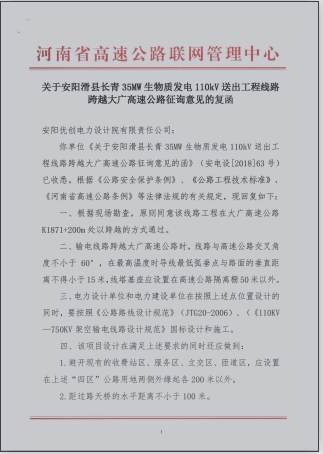 河南省高速公路联网管理中心
关于安阳滑县长青 35MW 生物质发电 110kV 送出工程线路
跨越大广高速公路征询意见的复函
安阳优创电力设计院有限责任公司：
你单位《关于安阳滑县长青 35MW 生物质发电 110kV 送出工
程线路跨越大广高速公路征询意见的函》（安电设[2018]63 号）
已收悉。根据《公路安全保护条例》、《公路工程技术标准》、
《河南省高速公路条例》等法律法规的有关规定，现回复如下：
一、根据现场勘查，原则同意该线路工程在大广高速公路
K1871+200m 处以跨越的方式通过。
二、输电线路跨越大广高速公路时，线路与高速公路交叉角
度不小于 60°，在最高温度时导线最低弧垂点与路面的垂直距
离不得小于 15 米，线塔基座应设置在高速公路隔离栅 50 米以外。
三、电力设计单位和电力建设单位在按照上述点位置设计的
同时，要按照《公路路线设计规范》（JTG20-2006）、《110KV
—750KV 架空输电线路设计规范》国标设计和施工。
四、该项目设计在满足上述要求的同时还应做到：
1.避开现有的收费站区、服务区、立交区、匝道区，应设置
在上述“四区”公路用地两侧外缘起各 200 米以外。
2.距过路天桥的水平距离不小于 100 米。
1